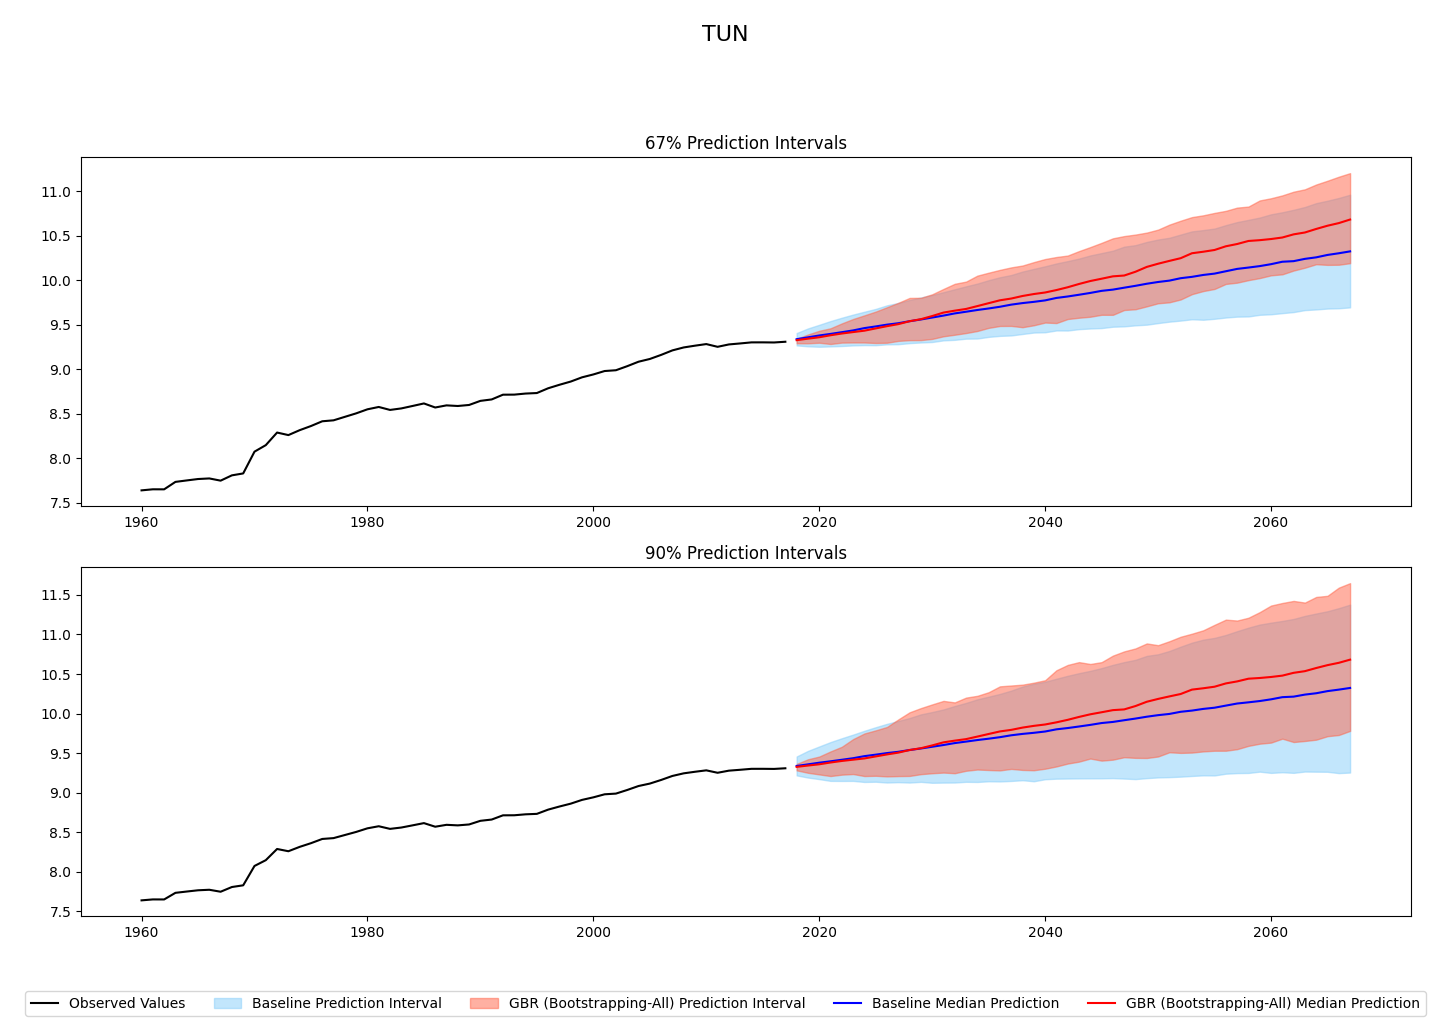 TUN
67% Prediction Intervals
11.0
10.5
10.0
9.5
9.0
8.5
8.0
7.5
1960 1980 2000 2020 2040 2060
90% Prediction Intervals
11.5
11.0
10.5
10.0
9.5
9.0
8.5
8.0
7.5
1960 1980 2000 2020 2040 2060
Observed Values Baseline Prediction Interval GBR (Bootstrapping-All) Prediction Interval Baseline Median Prediction GBR (Bootstrapping-All) Median Prediction